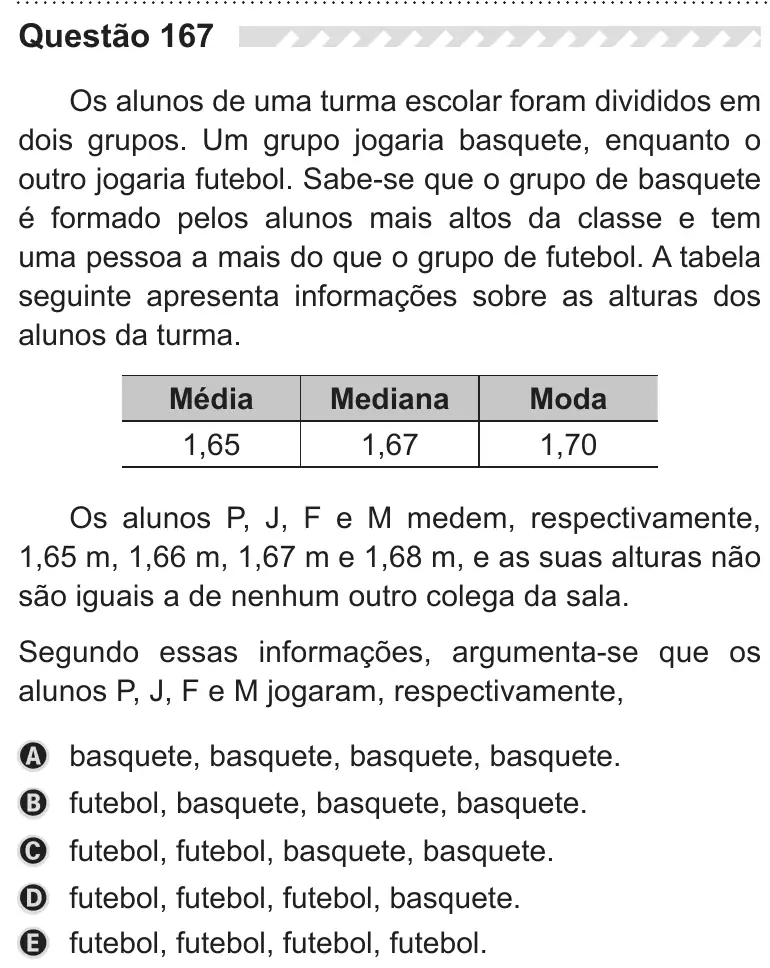 Questão 167
Os alunos de uma turma escolar foram divididos em
dois grupos. Um grupo jogaria basquete, enquanto o
outro jogaria futebol. Sabe-se que o grupo de basquete
é formado pelos alunos mais altos da classe e tem
uma pessoa a mais do que o grupo de futebol. A tabela
seguinte apresenta informações sobre as alturas dos
alunos da turma.
Média Mediana Moda
1,65 1,67 1,70
Os alunos P, J, F e M medem, respectivamente,
1,65 m, 1,66 m, 1,67 m e 1,68 m, e as suas alturas não
são iguais a de nenhum outro colega da sala.
Segundo essas informações, argumenta-se que os
alunos P, J, F e M jogaram, respectivamente,
A basquete, basquete, basquete, basquete.
B futebol, basquete, basquete, basquete.
C futebol, futebol, basquete, basquete.
D futebol, futebol, futebol, basquete.
E futebol, futebol, futebol, futebol.